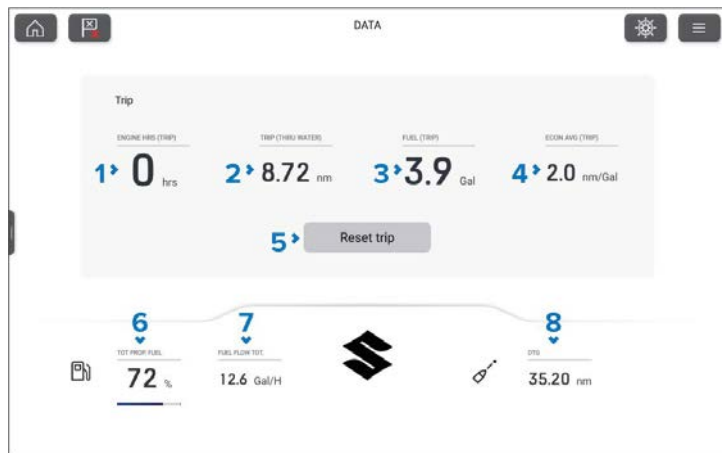 DATA
Trip
ENGINE HRS (TRIP)
TRIP (THRU WATER)
FUEL (TRIP)
ECON AVG (TRIP)
1 0 hrs
2 8.72 nm
3 3.9 Gal
4 2.0 nm/Gal
5 Reset trip
6
7
8
TOT PROP. FUEL
FUEL FLOW TOT.
DTG
72 %
12.6 Gal/H
35.20 nm